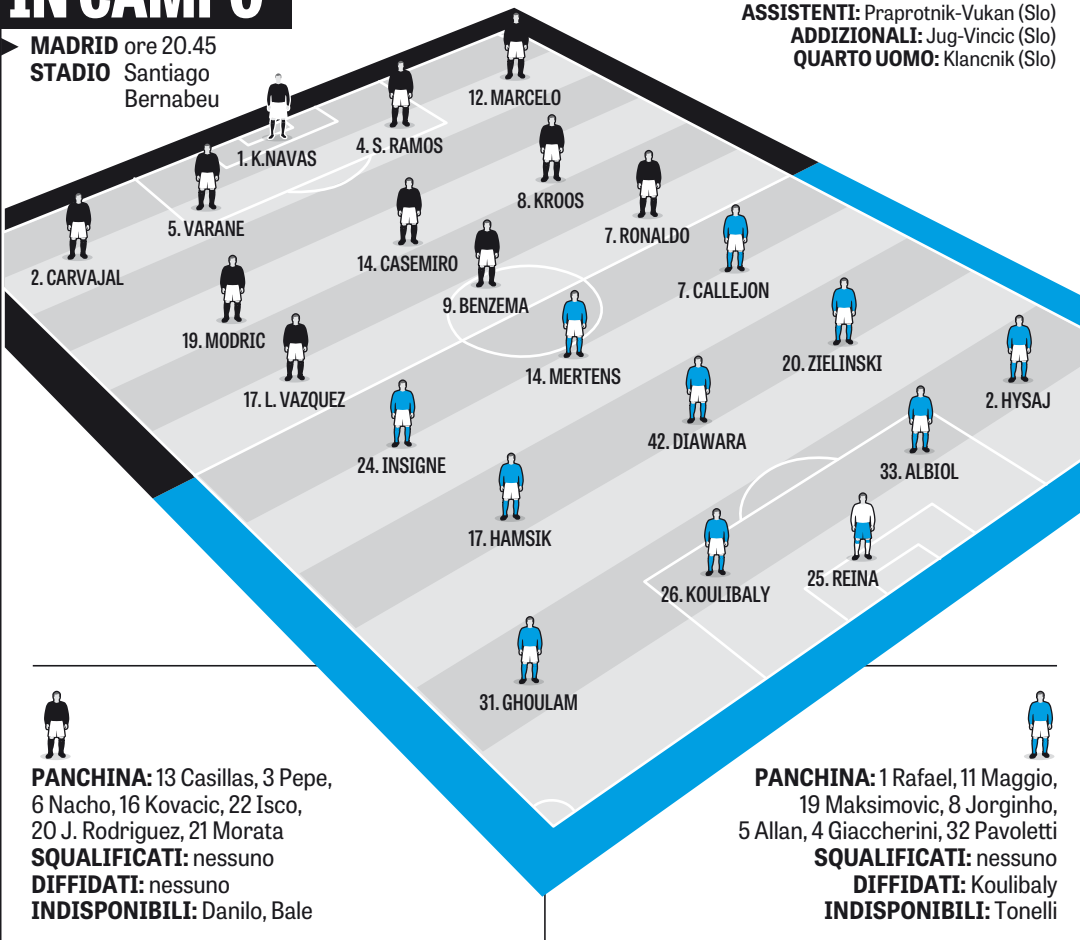 IN CAMPO
MADRID ore 20.45
STADIO Santiago
Bernabeu
ASSISTENTI: Praprotnik-Vukan (Slo)
ADDIZIONALI: Jug-Vincic (Slo)
QUARTO UOMO: Klancnik (Slo)
12. MARCELO
4. S. RAMOS
1. K.NAVAS
8. KROOS
5. VARANE
7. RONALDO
14. CASEMIRO
2. CARVAJAL
7. CALLEJON
9. BENZEMA
19. MODRIC
20. ZIELINSKI
14. MERTENS
17. L. VAZQUEZ
2. HYSAJ
42. DIAWARA
24. INSIGNE
33. ALBIOL
17. HAMSIK
25. REINA
26. KOULIBALY
31. GHOULAM
PANCHINA: 13 Casillas, 3 Pepe,
6 Nacho, 16 Kovacic, 22 Isco,
20 J. Rodriguez, 21 Morata
SQUALIFICATI: nessuno
DIFFIDATI: nessuno
INDISPONIBILI: Danilo, Bale
PANCHINA: 1 Rafael, 11 Maggio,
19 Maksimovic, 8 Jorginho,
5 Allan, 4 Giaccherini, 32 Pavoletti
SQUALIFICATI: nessuno
DIFFIDATI: Koulibaly
INDISPONIBILI: Tonelli